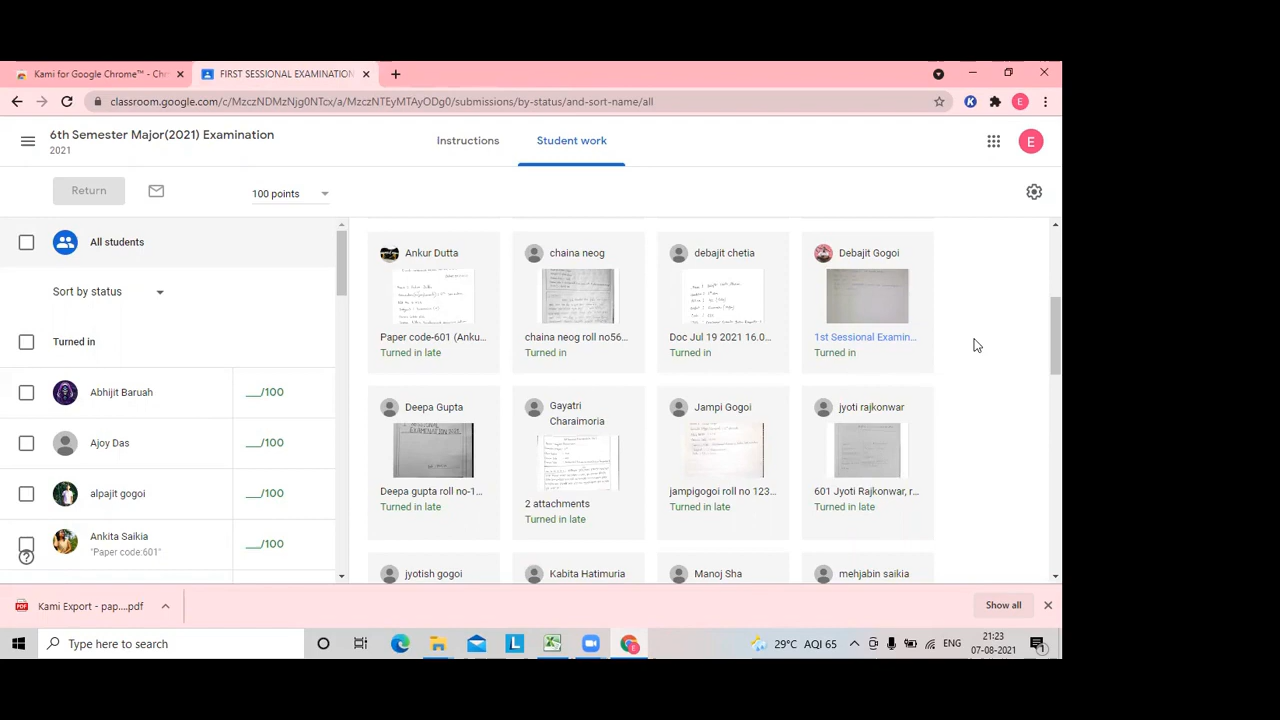 Kami for Google Chrome™ - Chr
FIRST SESSIONAL EXAMINATION
classroom.google.com/c/MzczNDMzNjg0NTcx/a/MzczNTEyMTAyODg0/submissions/by-status/and-sort-name/all
E
6th Semester Major(2021) Examination
2021
Instructions
Student work
E
Return
100 points
All students
Sort by status
Turned in
Abhijit Baruah
__/100
Ajoy Das
__/100
alpajit gogoi
__/100
Ankita Saikia
"Paper code:601"
__/100
Ankur Dutta
chaina neog
debajit chetia
Debajit Gogoi
Paper code-601 (Anku...
chaina neog roll no56...
Doc Jul 19 2021 16.0...
1st Sessional Examin...
Turned in late
Turned in
Turned in
Turned in
Deepa Gupta
Gayatri
Charaimoria
Jampi Gogoi
jyoti rajkonwar
Deepa gupta roll no-1...
2 attachments
jampigogoi roll no 123...
601 Jyoti Rajkonwar, r...
Turned in late
Turned in late
Turned in late
Turned in late
jyotish gogoi
Kabita Hatimuria
Manoj Sha
mehjabin saikia
Kami Export - pap....pdf
Show all
Type here to search
29°C AQI 65
ENG
21:23
07-08-2021